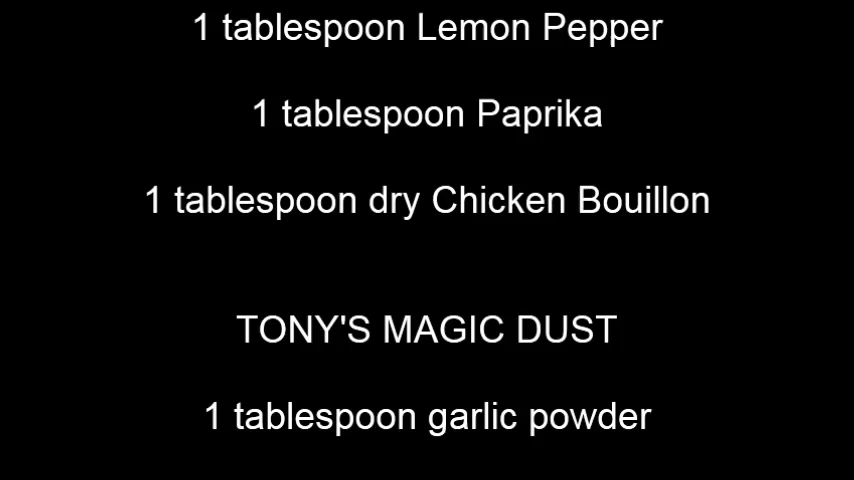 1 tablespoon Lemon Pepper
1 tablespoon Paprika
1 tablespoon dry Chicken Bouillon
TONY'S MAGIC DUST
1 tablespoon garlic powder